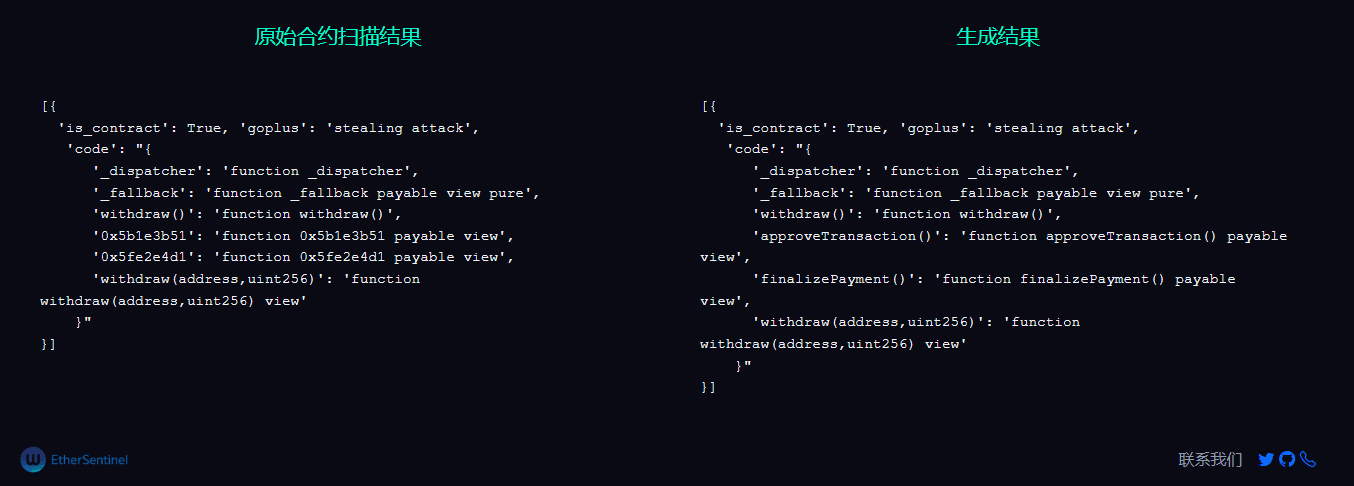 原始合约扫描结果
[{
'is_contract': True, 'goplus': 'stealing attack',
'code': "{
'_dispatcher': 'function _dispatcher',
'_fallback': 'function _fallback payable view pure',
'withdraw()': 'function withdraw()',
'0x5b1e3b51': 'function 0x5b1e3b51 payable view',
'0x5fe2e4d1': 'function 0x5fe2e4d1 payable view',
'withdraw(address,uint256)': 'function
withdraw(address,uint256) view'
}"
}]
生成结果
[{
'is_contract': True, 'goplus': 'stealing attack',
'code': "{
'_dispatcher': 'function _dispatcher',
'_fallback': 'function _fallback payable view pure',
'withdraw()': 'function withdraw()',
'approveTransaction()': 'function approveTransaction() payable
view',
'finalizePayment()': 'function finalizePayment() payable
view',
'withdraw(address,uint256)': 'function
withdraw(address,uint256) view'
}"
}]
EtherSentinel
联系我们